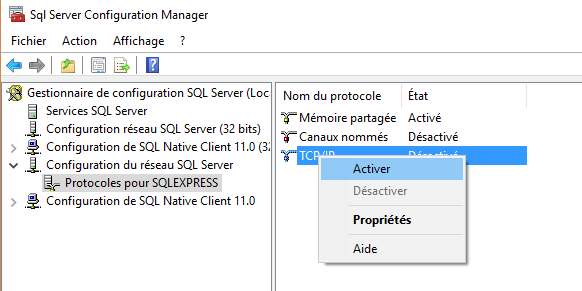 Sql Server Configuration Manager
Fichier Action Affichage ?
Gestionnaire de configuration SQL Server (Loc
Services SQL Server
Configuration réseau SQL Server (32 bits)
Configuration de SQL Native Client 11.0 (32
Configuration du réseau SQL Server
Protocoles pour SQLEXPRESS
Configuration de SQL Native Client 11.0
Nom du protocole État
Mémoire partagée Activé
Canaux nommés Désactivé
TCP/IP Désactivé
Activer
Désactiver
Propriétés
Aide